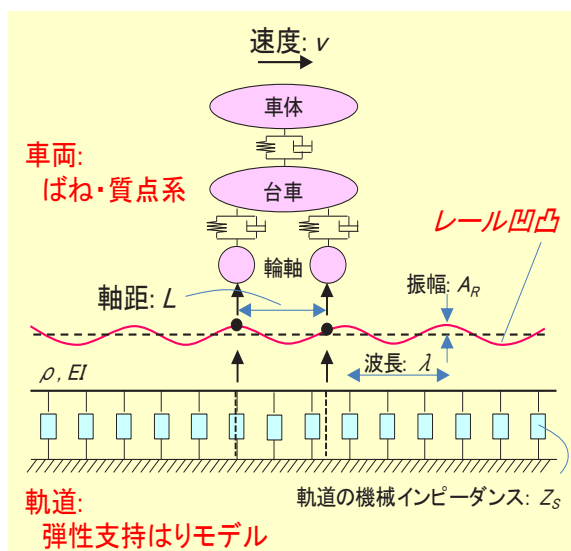 速度: v
車体
車両:
ばね・質点系
台車
レール凹凸
輪軸
振幅: AR
軸距: L
波長: λ
ρ, EI
軌道の機械インピーダンス: ZS
軌道:
弾性支持はりモデル